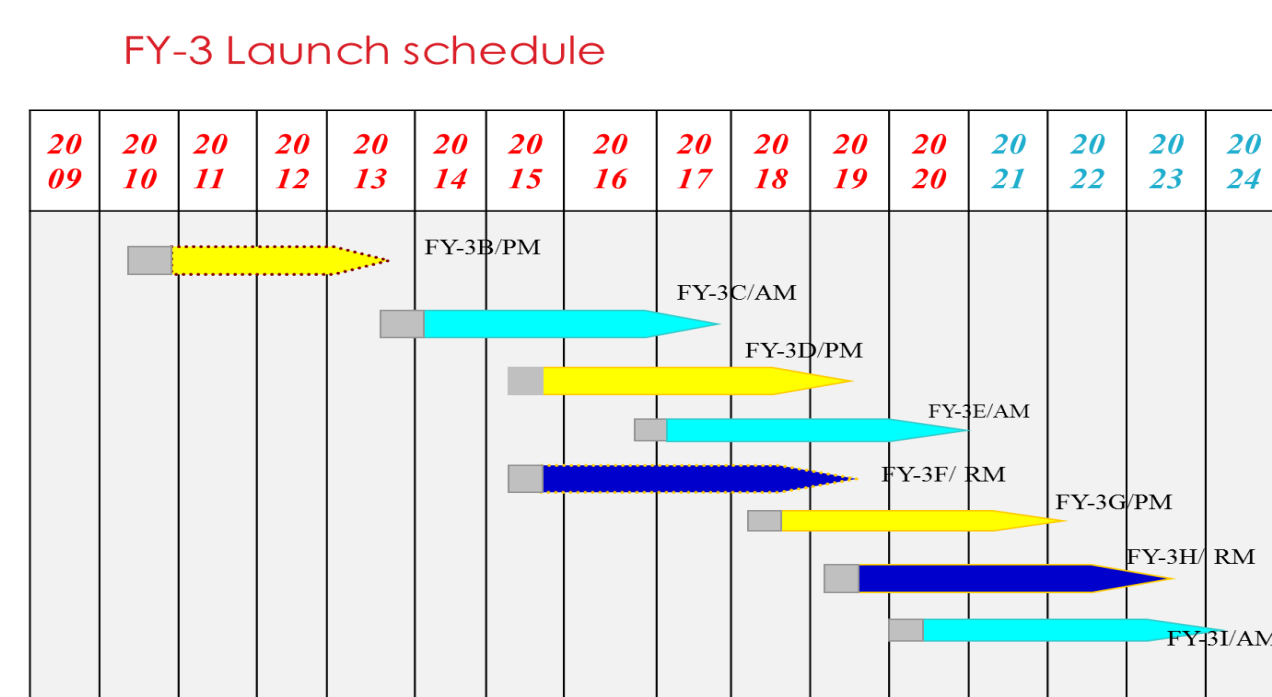 FY-3 Launch schedule
20 20 20 20 20 20 20 20 20 20 20 20 20 20 20 20
09 10 11 12 13 14 15 16 17 18 19 20 21 22 23 24
FY-3B/PM
FY-3C/AM
FY-3D/PM
FY-3E/AM
FY-3F/ RM
FY-3G/PM
FY-3H/ RM
FY-3I/AM